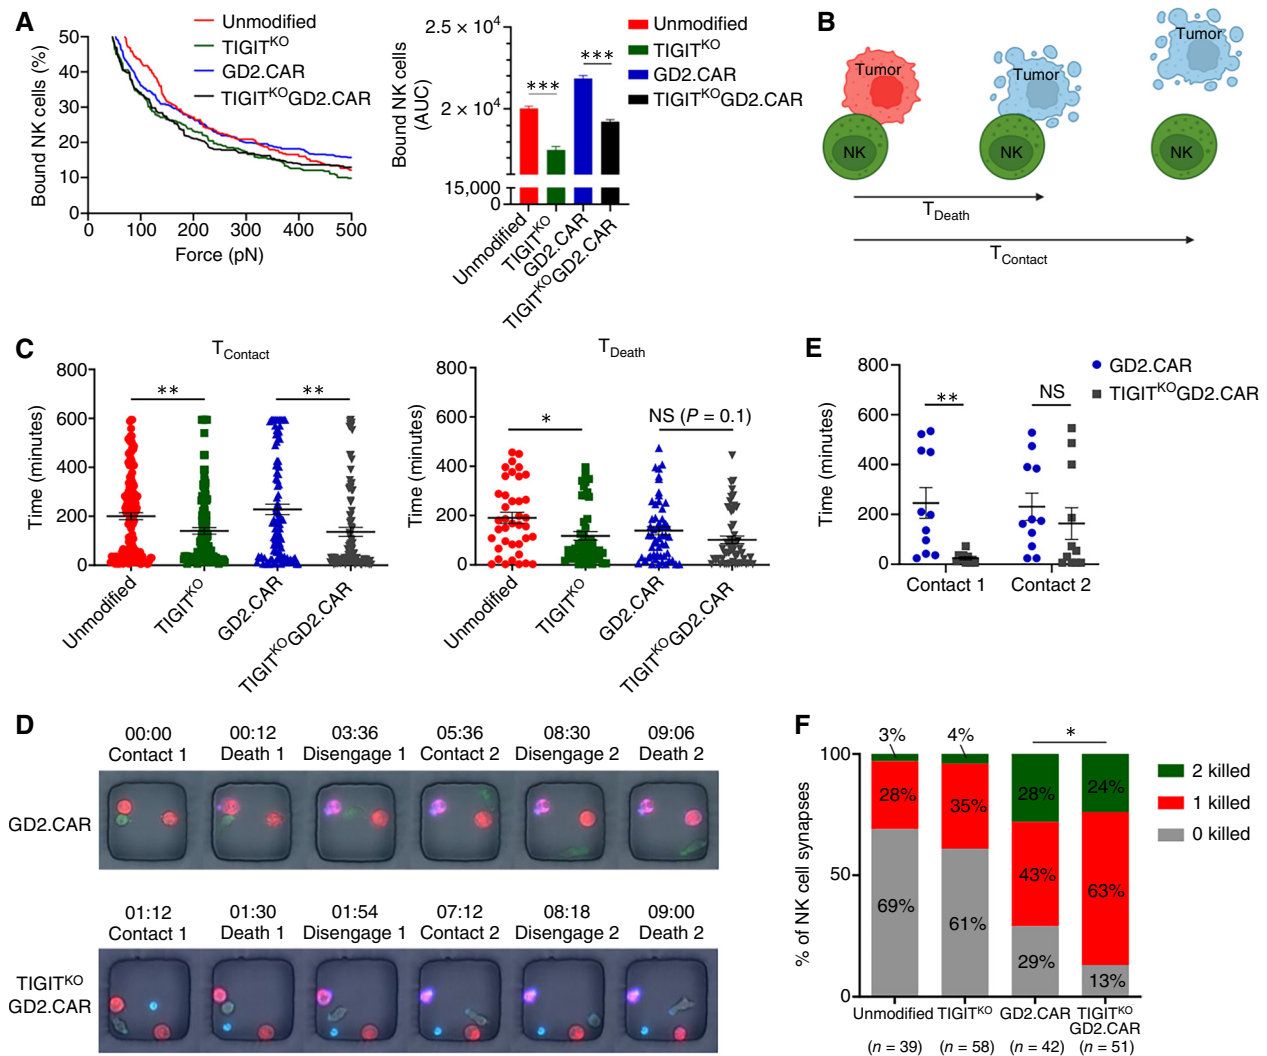 A
Bound NK cells (%)
50
40
30
20
10
0
0 100 200 300 400 500
Force (pN)
Unmodified
TIGITKO
GD2.CAR
TIGITKOGD2.CAR
Bound NK cells
(AUC)
2.5 × 10⁴
2 × 10⁴
15,000
0
***
***
Unmodified
TIGITKO
GD2.CAR
TIGITKOGD2.CAR
Unmodified
TIGITKO
GD2.CAR
TIGITKOGD2.CAR
B
Tumor
NK
Tumor
NK
Tumor
NK
TDeath
TContact
C
TContact
Time (minutes)
800
600
400
200
0
**
**
Unmodified
TIGITKO
GD2.CAR
TIGITKOGD2.CAR
TDeath
Time (minutes)
800
600
400
200
0
*
NS (P = 0.1)
Unmodified
TIGITKO
GD2.CAR
TIGITKOGD2.CAR
E
Time (minutes)
800
600
400
200
0
**
NS
Contact 1 Contact 2
GD2.CAR
TIGITKOGD2.CAR
D
00:00 00:12 03:36 05:36 08:30 09:06
Contact 1 Death 1 Disengage 1 Contact 2 Disengage 2 Death 2
GD2.CAR
01:12 01:30 01:54 07:12 08:18 09:00
Contact 1 Death 1 Disengage 1 Contact 2 Disengage 2 Death 2
TIGITKO
GD2.CAR
F
% of NK cell synapses
100
50
0
3% 4%
*
28% 35% 28% 24%
43% 63%
69% 61% 29% 13%
2 killed
1 killed
0 killed
Unmodified TIGITKO GD2.CAR TIGITKO
GD2.CAR
(n = 39) (n = 58) (n = 42) (n = 51)